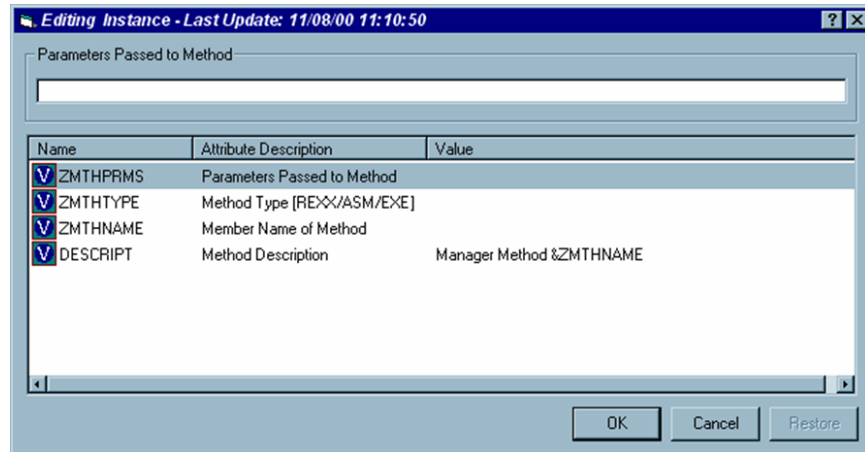 Editing Instance - Last Update: 11/08/00 11:10:50
Parameters Passed to Method
Name Attribute Description Value
V ZMTHPRMS Parameters Passed to Method
V ZMTHTYPE Method Type [REXX/ASM/EXE]
V ZMTHNAME Member Name of Method
V DESCRIPT Method Description Manager Method &ZMTHNAME
OK Cancel Restore